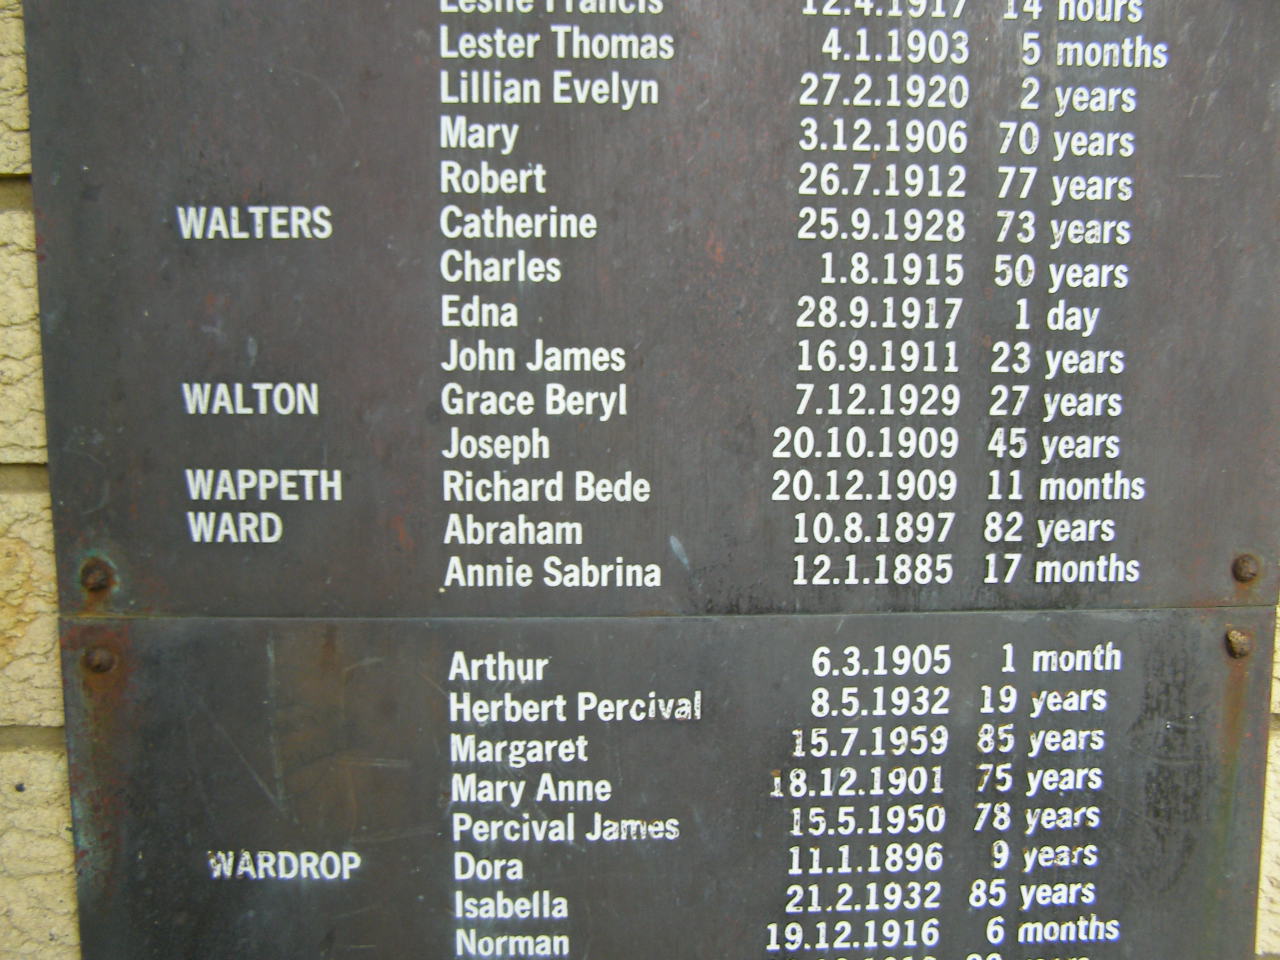 Leslie Francis 12.4.1917 14 hours
Lester Thomas 4.1.1903 5 months
Lillian Evelyn 27.2.1920 2 years
Mary 3.12.1906 70 years
Robert 26.7.1912 77 years
WALTERS Catherine 25.9.1928 73 years
Charles 1.8.1915 50 years
Edna 28.9.1917 1 day
John James 16.9.1911 23 years
WALTON Grace Beryl 7.12.1929 27 years
Joseph 20.10.1909 45 years
WAPPETH Richard Bede 20.12.1909 11 months
WARD Abraham 10.8.1897 82 years
Annie Sabrina 12.1.1885 17 months
Arthur 6.3.1905 1 month
Herbert Percival 8.5.1932 19 years
Margaret 15.7.1959 85 years
Mary Anne 18.12.1901 75 years
Percival James 15.5.1950 78 years
WARDROP Dora 11.1.1896 9 years
Isabella 21.2.1932 85 years
Norman 19.12.1916 6 months